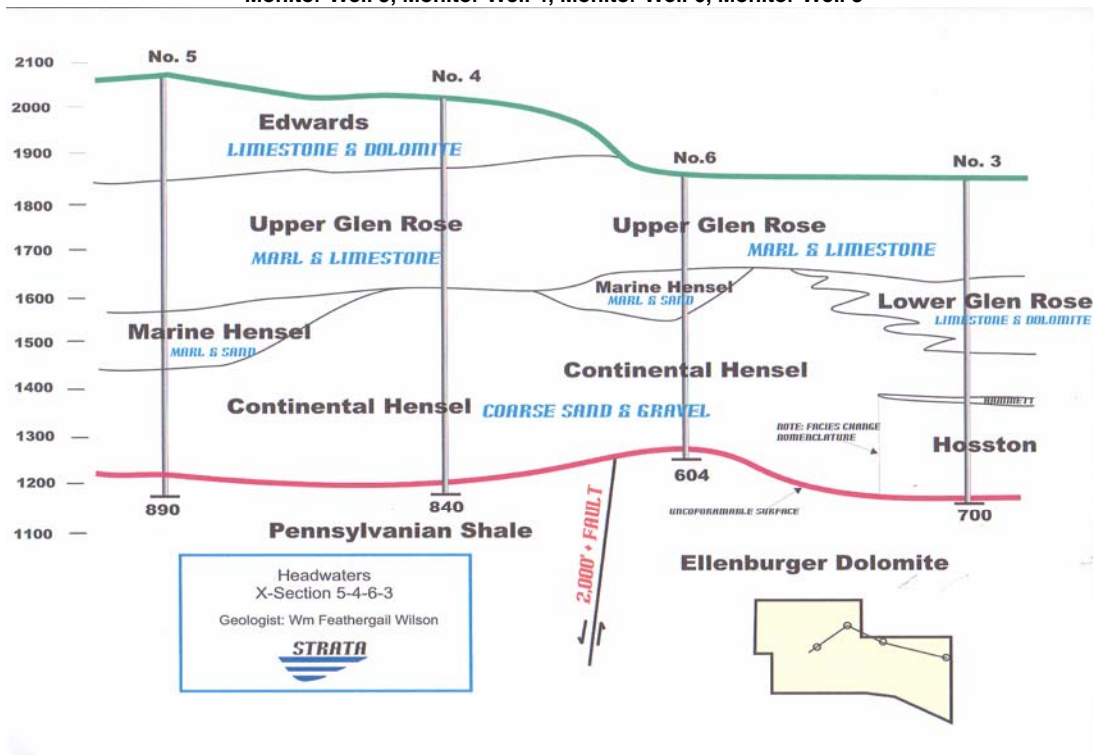 2100
2000
1900
1800
1700
1600
1500
1400
1300
1200
1100
No. 5
No. 4
No.6
No. 3
Edwards
LIMESTONE & DOLOMITE
Upper Glen Rose
MARL & LIMESTONE
Upper Glen Rose
MARL & LIMESTONE
Marine Hensel
MARL & SAND
Marine Hensel
MARL & SAND
Lower Glen Rose
LIMESTONE & DOLOMITE
Continental Hensel
Continental Hensel
COARSE SAND & GRAVEL
HAMMETT
NOTE: FACIES CHANGE
NOMENCLATURE
Hosston
890
840
604
700
UNCOFORMABLE SURFACE
Pennsylvanian Shale
2,000' + FAULT
Ellenburger Dolomite
Headwaters
X-Section 5-4-6-3
Geologist: Wm Feathergail Wilson
STRATA